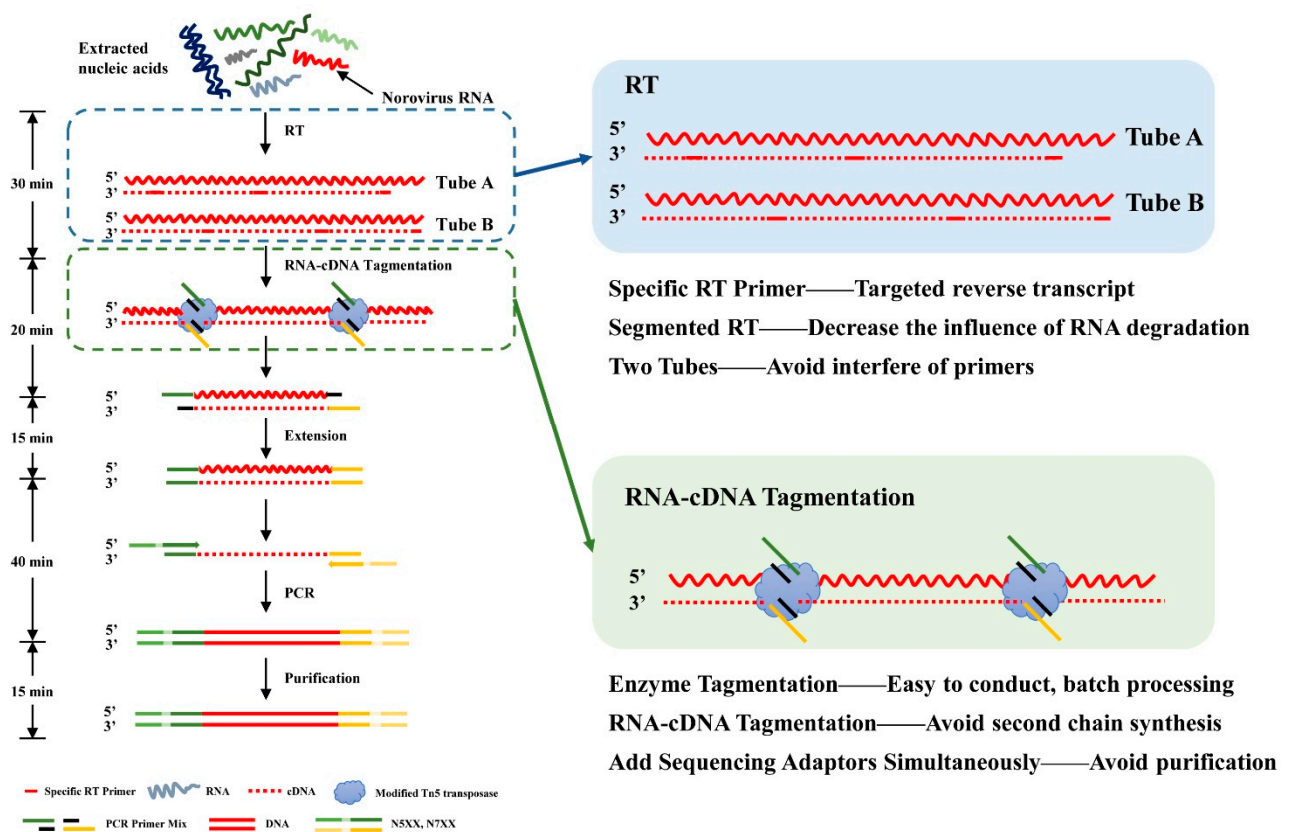 Extracted
nucleic acids
Norovirus RNA
RT
30 min
5’
3’
Tube A
5’
3’
Tube B
RNA-cDNA Tagmentation
20 min
5’
3’
5’
3’
15 min
Extension
5’
3’
40 min
5’
3’
PCR
5’
3’
15 min
Purification
5’
3’
RT
5’
3’
Tube A
5’
3’
Tube B
Specific RT Primer——Targeted reverse transcript
Segmented RT——Decrease the influence of RNA degradation
Two Tubes——Avoid interfere of primers
RNA-cDNA Tagmentation
5’
3’
Enzyme Tagmentation——Easy to conduct, batch processing
RNA-cDNA Tagmentation——Avoid second chain synthesis
Add Sequencing Adaptors Simultaneously——Avoid purification
Specific RT Primer
RNA
cDNA
Modified Tn5 transposase
PCR Primer Mix
DNA
N5XX, N7XX